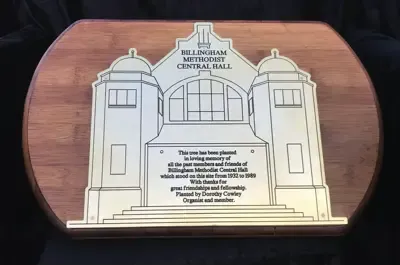 BILLINGHAM
METHODIST
CENTRAL HALL
This tree has been planted
in loving memory of
all the past members and friends of
Billingham Methodist Central Hall
which stood on this site from 1932 to 1989
With thanks for
great friendships and fellowship.
Planted by Dorothy Cowley
Organist and member.